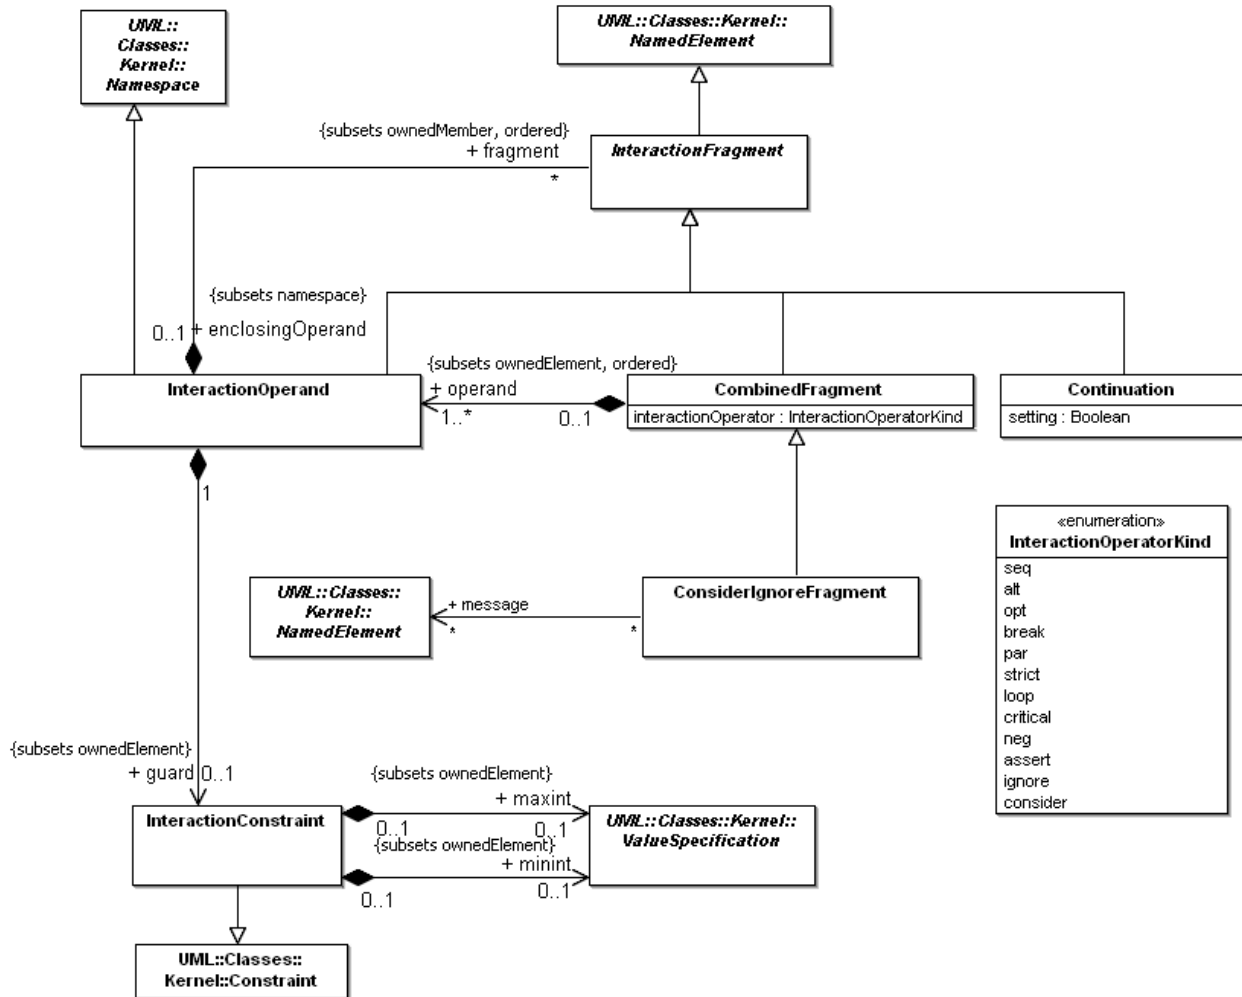 UML::
Classes::
Kernel::
Namespace
UML::Classes::Kernel::
NamedElement
{subsets ownedMember, ordered}
+ fragment
*
InteractionFragment
{subsets namespace}
0..1
+ enclosingOperand
InteractionOperand
{subsets ownedElement, ordered}
+ operand
1..*
0..1
CombinedFragment
interactionOperator : InteractionOperatorKind
Continuation
setting : Boolean
1
«enumeration»
InteractionOperatorKind
seq
alt
opt
break
par
strict
loop
critical
neg
assert
ignore
consider
UML::Classes::
Kernel::
NamedElement
+ message
*
*
ConsiderIgnoreFragment
{subsets ownedElement}
+ guard
0..1
InteractionConstraint
{subsets ownedElement}
+ maxint
0..1
0..1
{subsets ownedElement}
+ minint
0..1
0..1
UML::Classes::Kernel::
ValueSpecification
UML::Classes::
Kernel::Constraint